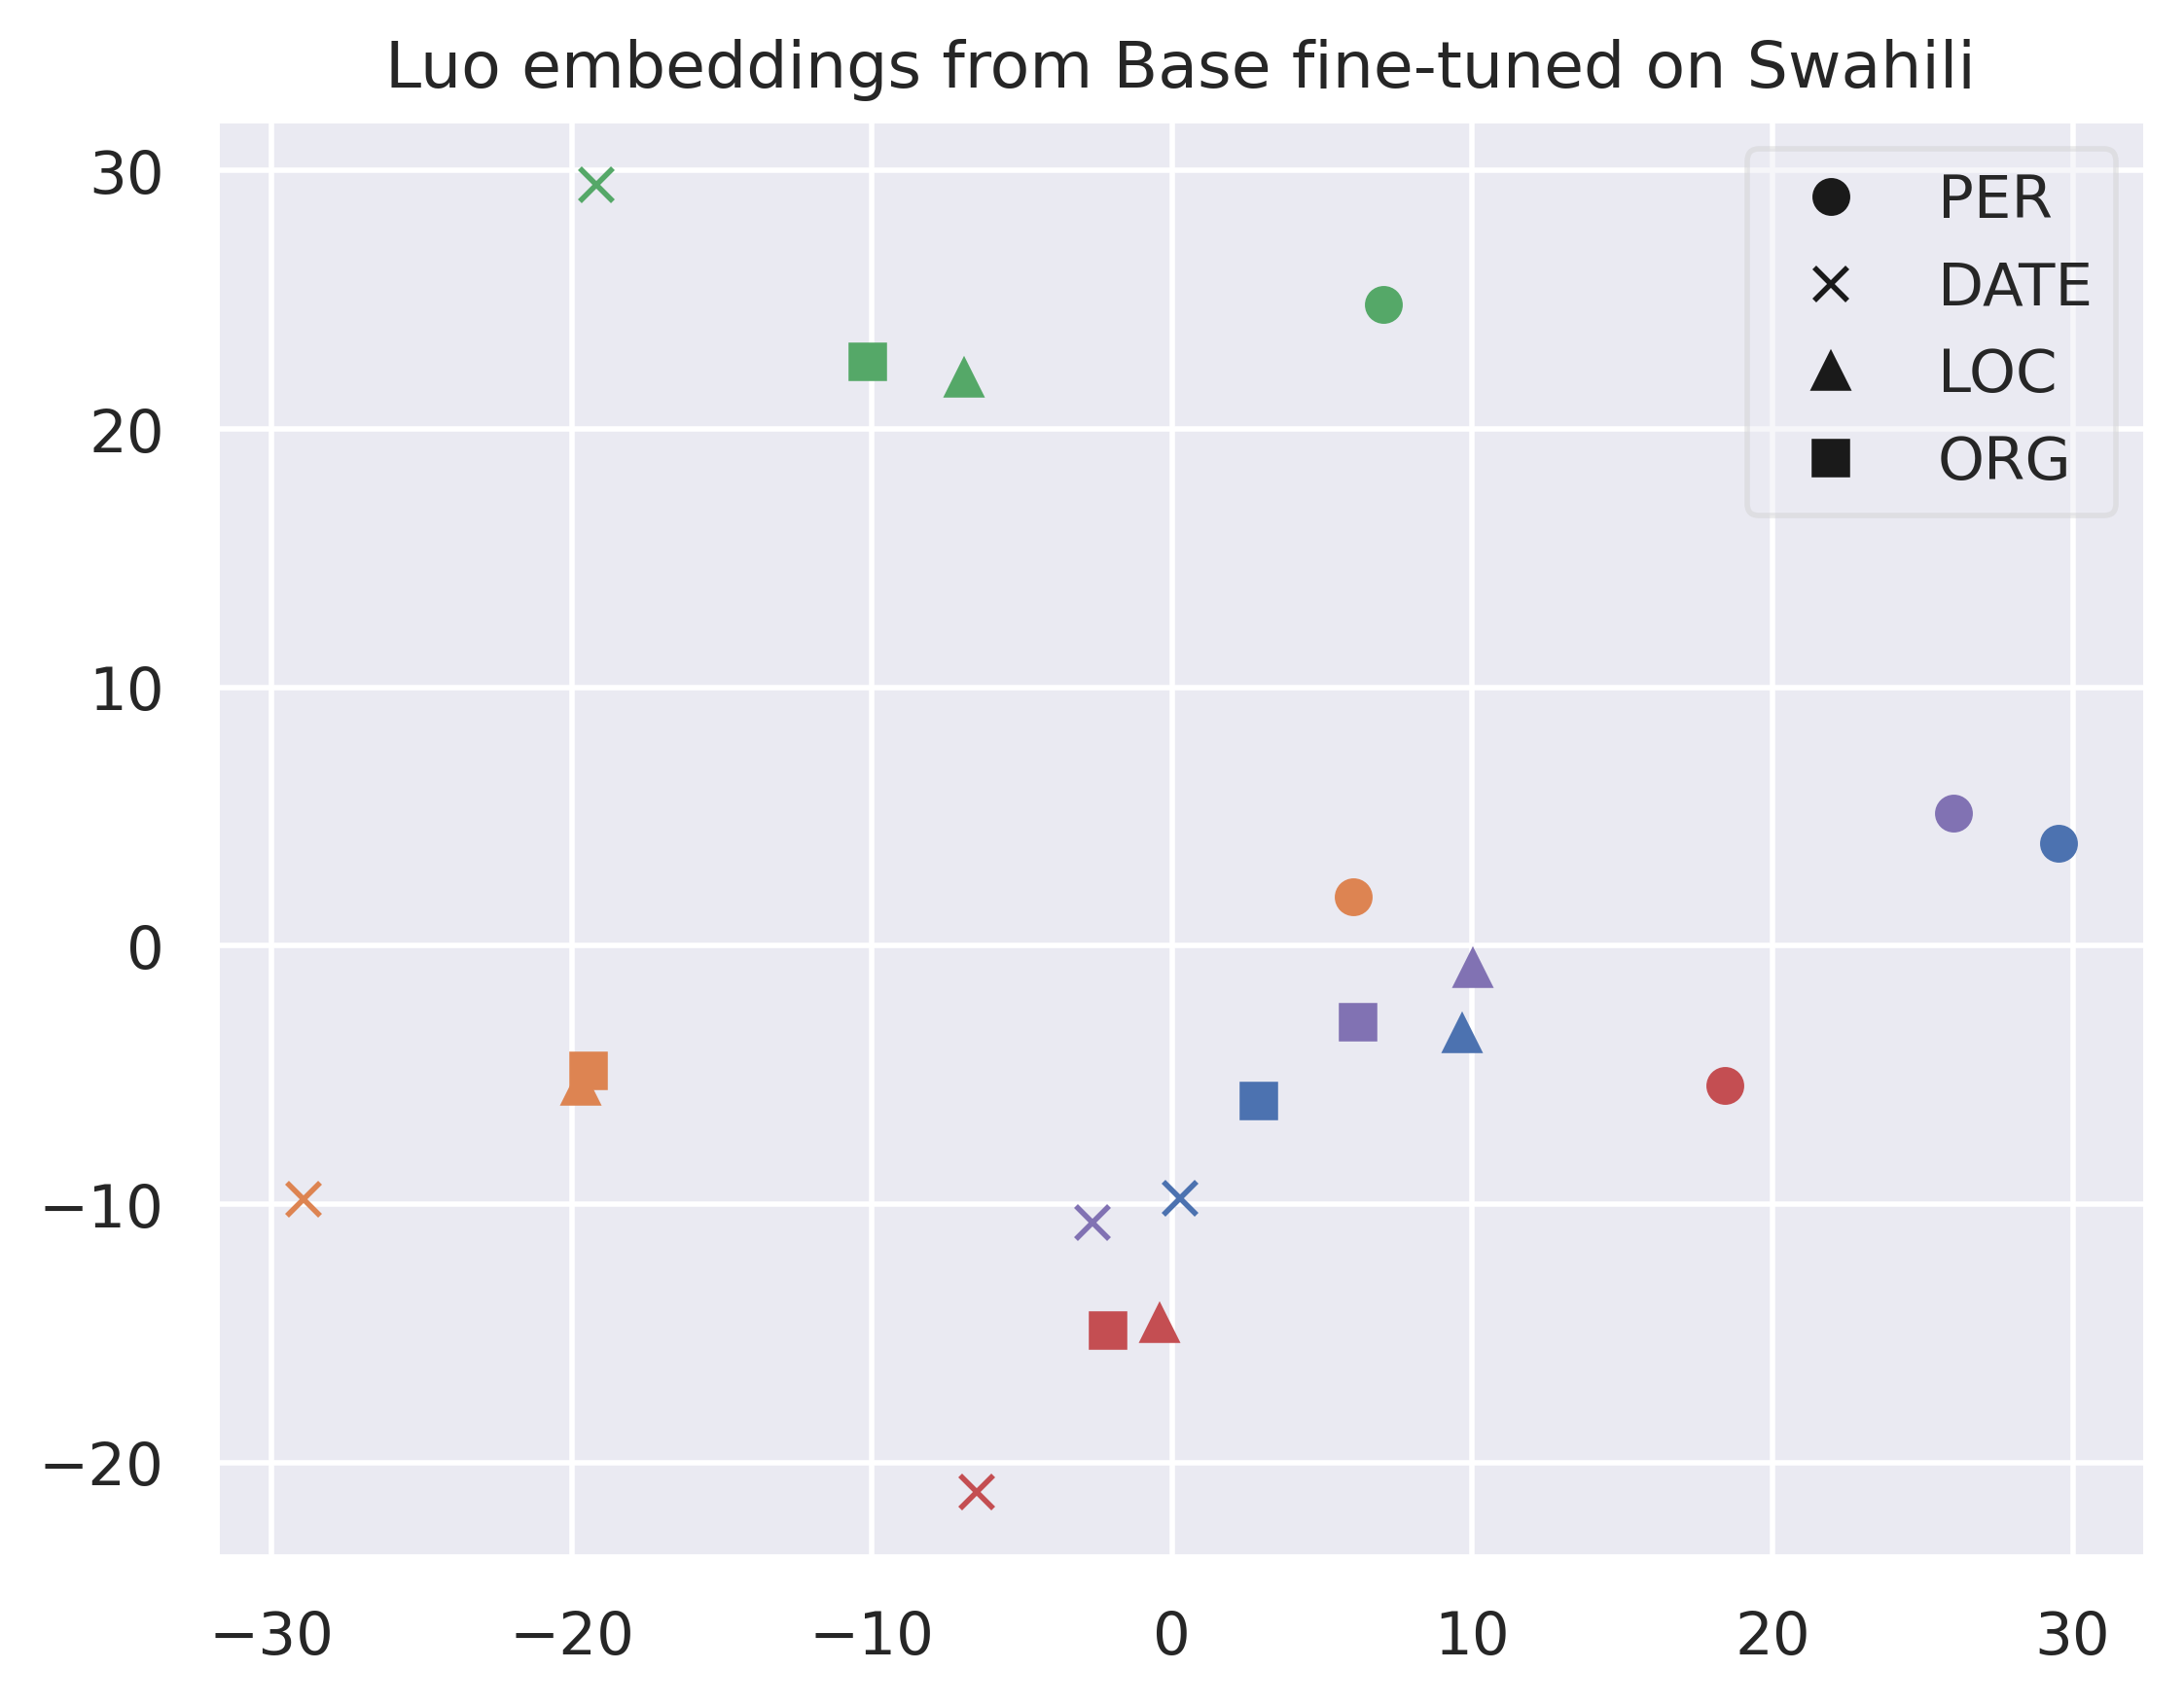 Luo embeddings from Base fine-tuned on Swahili
30
20
10
0
−10
−20
PER
DATE
LOC
ORG
−30 −20 −10 0 10 20 30